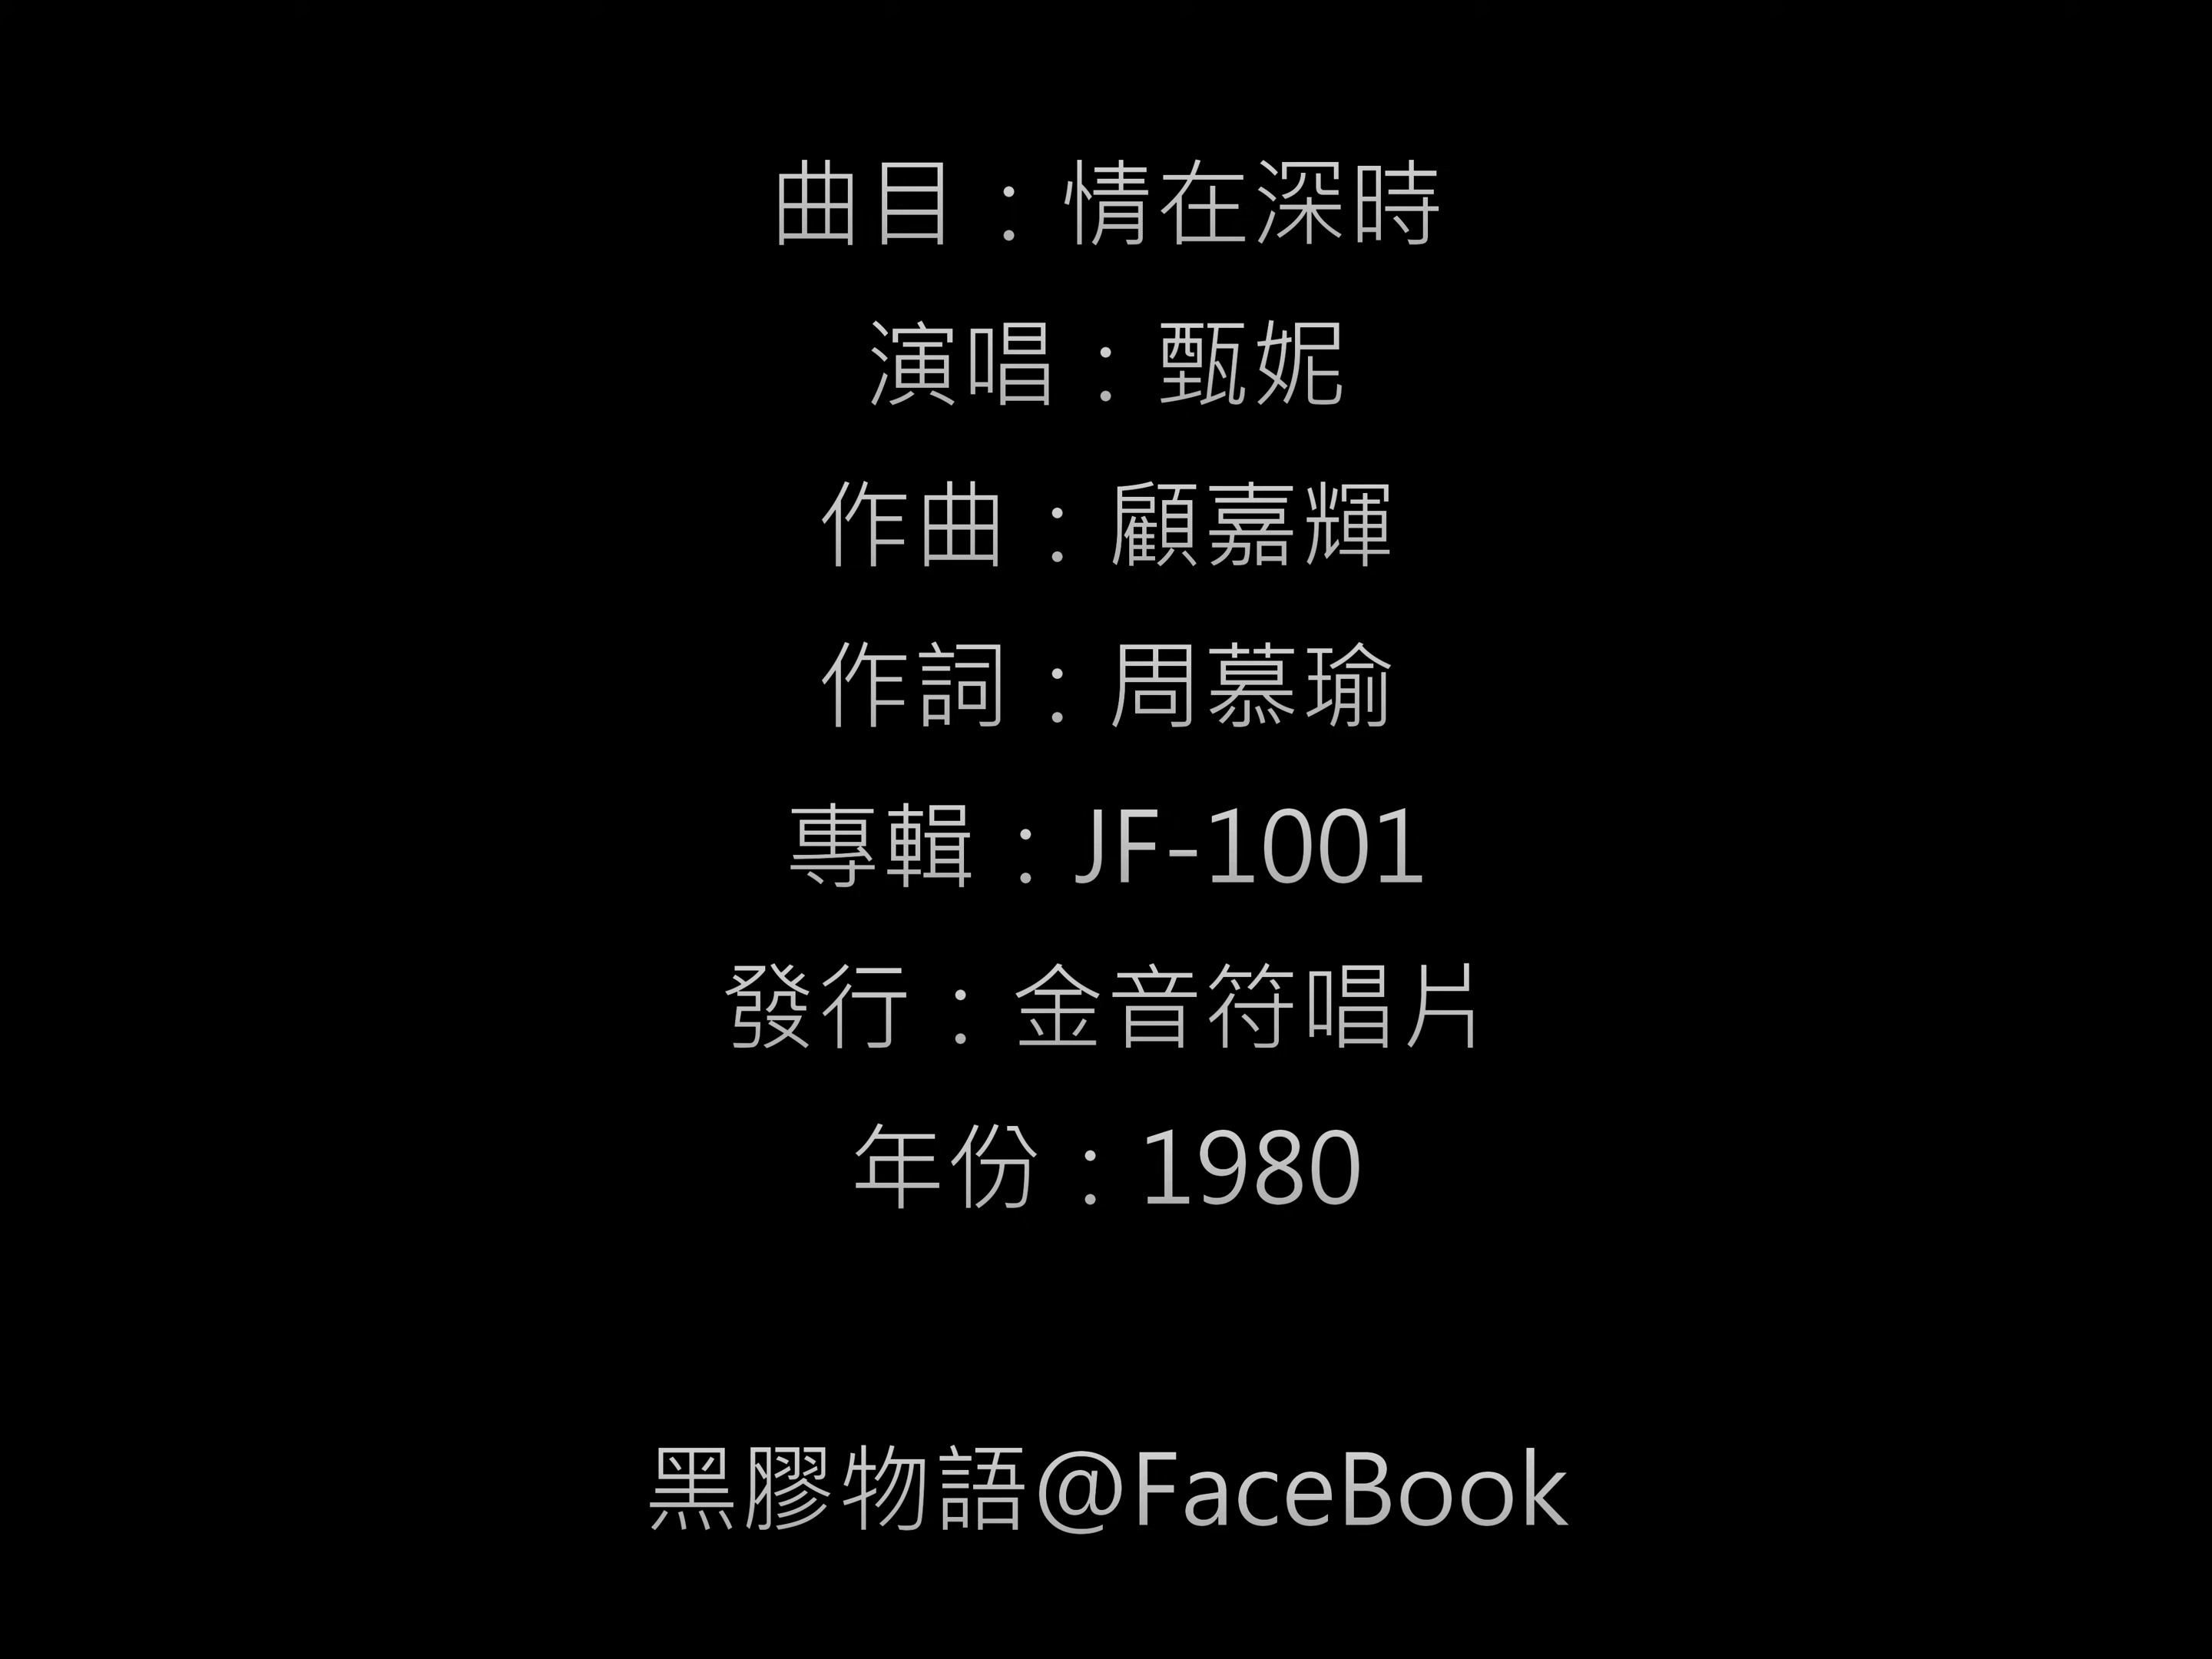 曲目：情在深時
演唱：甄妮
作曲：顧嘉輝
作詞：周慕瑜
專輯：JF-1001
發行：金音符唱片
年份：1980
黑膠物語@FaceBook